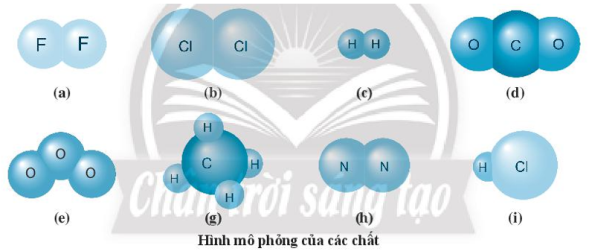 F F
Cl Cl
H H
O C O
(a) (b) (c) (d)
O O O
H C H H H
N N
H Cl
(e) (g) (h) (i)
Chân trời sáng tạo
Hình mô phỏng của các chất